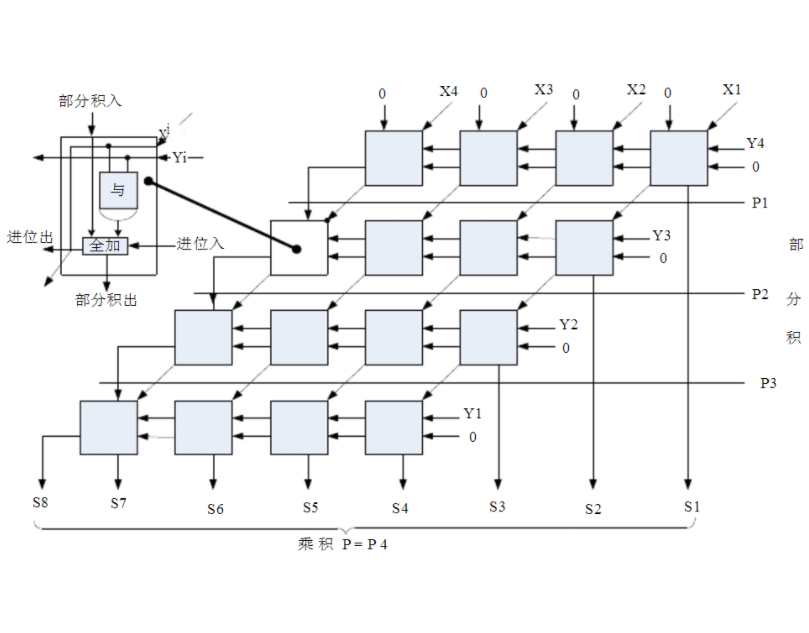 0 X4 0 X3 0 X2 0 X1
部分积入
xi
Y4
Yi
0
与
P1
进位出 全加 进位入
Y3
部
0
部分积出
P2 分
Y2
积
0
P3
Y1
0
S8 S7 S6 S5 S4 S3 S2 S1
乘积 P=P4